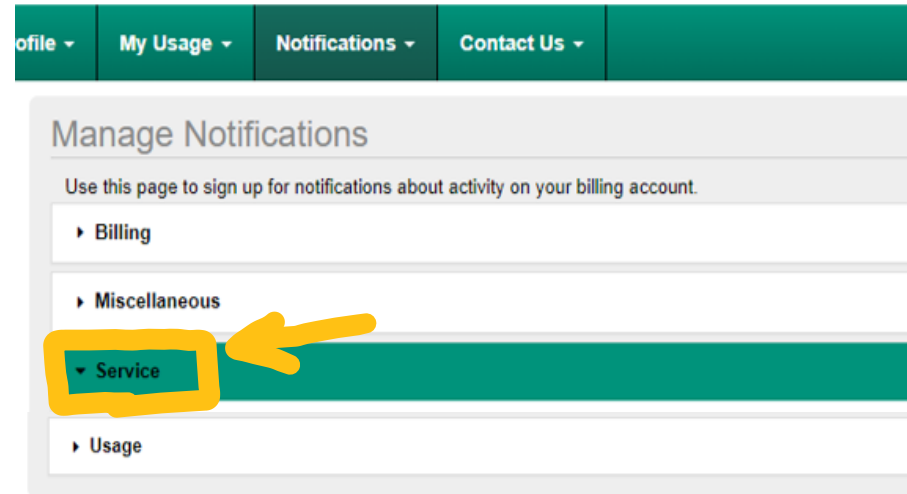 ofile
My Usage
Notifications
Contact Us
Manage Notifications
Use this page to sign up for notifications about activity on your billing account.
Billing
Miscellaneous
Service
Usage